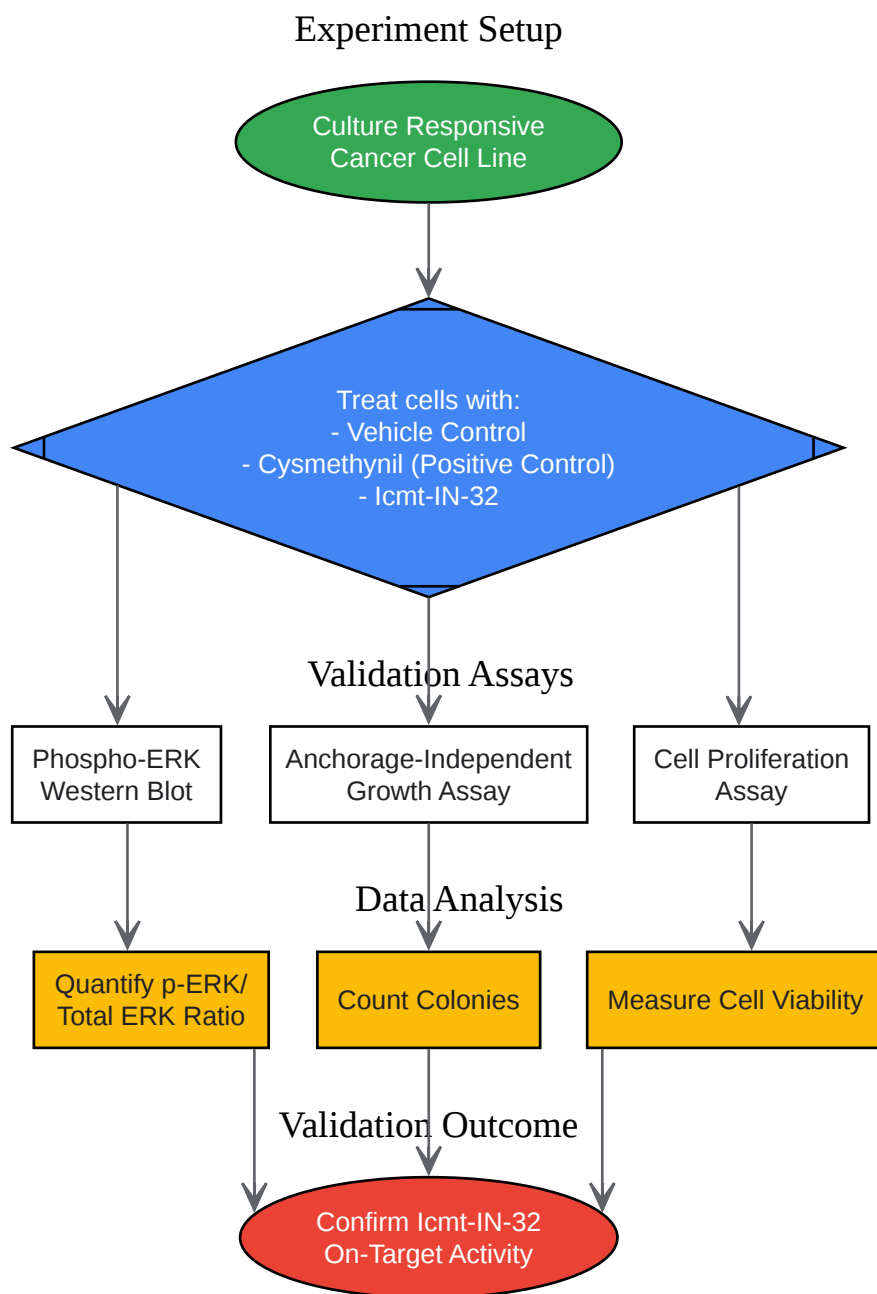 Experiment Setup
Culture Responsive
Cancer Cell Line
Treat cells with:
- Vehicle Control
- Cysmethynil (Positive Control)
- Icmt-IN-32
Validation Assays
Phospho-ERK
Western Blot
Anchorage-Independent
Growth Assay
Cell Proliferation
Assay
Data Analysis
Quantify p-ERK/
Total ERK Ratio
Count Colonies
Measure Cell Viability
Validation Outcome
Confirm Icmt-IN-32
On-Target Activity